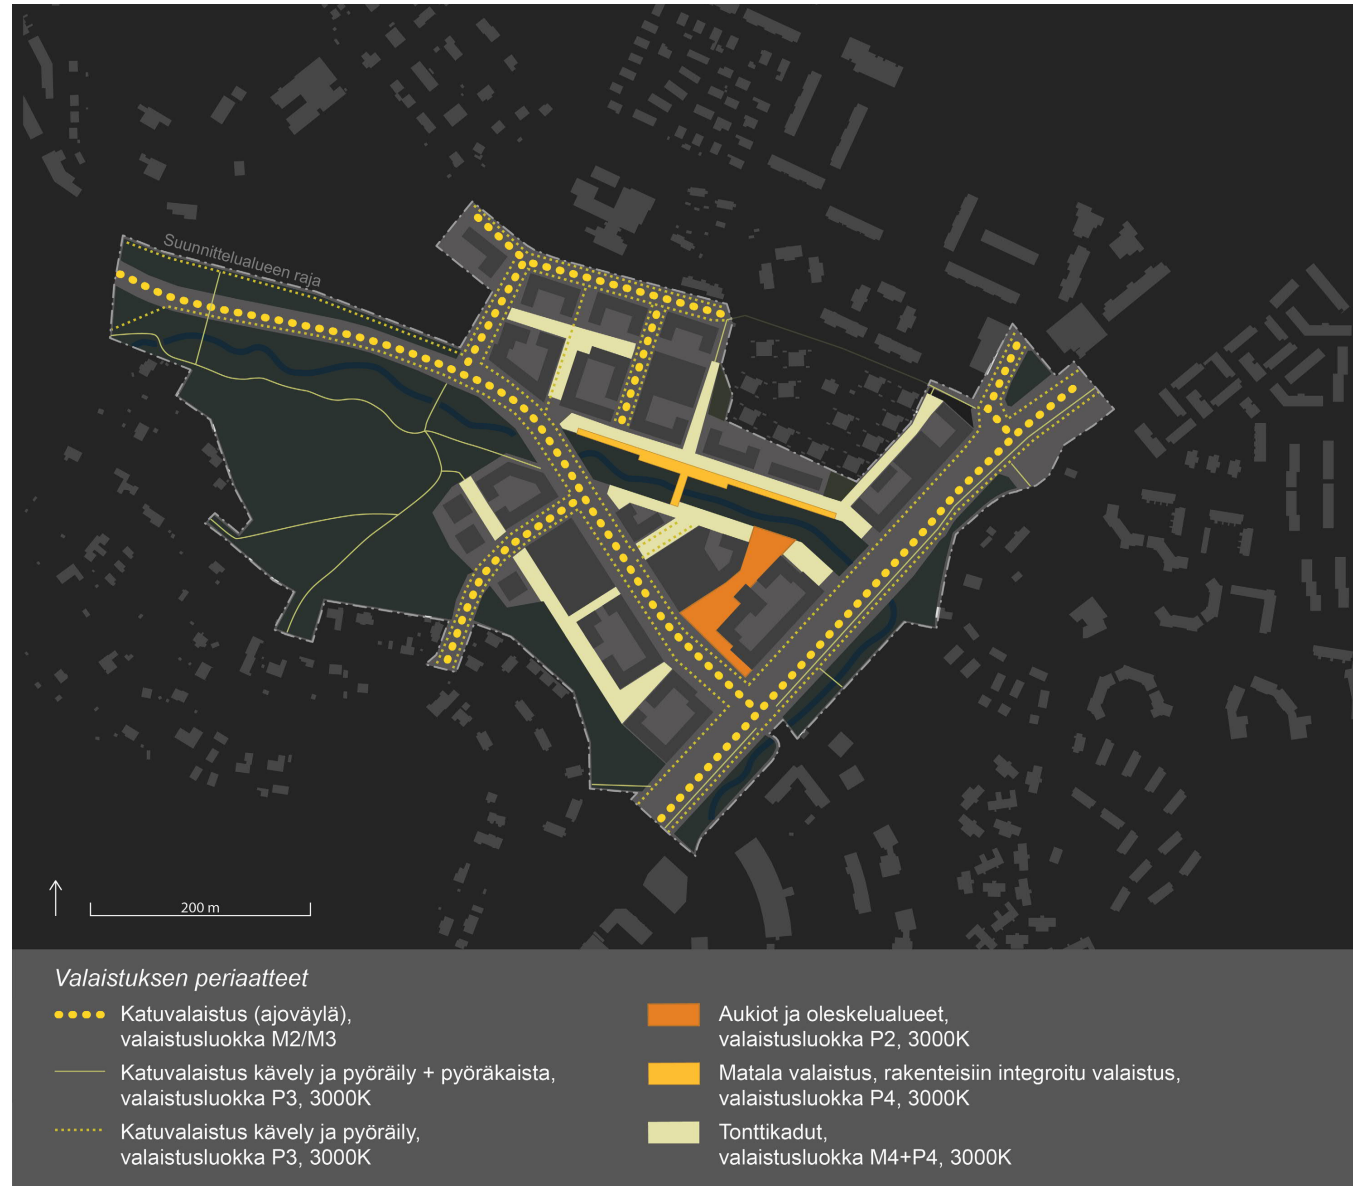 Suunnittelualueen raja
200 m
Valaistuksen periaatteet
Katuvalaistus (ajoväylä),
valaistusluokka M2/M3
Katuvalaistus kävely ja pyöräily + pyöräkaista,
valaistusluokka P3, 3000K
Katuvalaistus kävely ja pyöräily,
valaistusluokka P3, 3000K
Aukiot ja oleskelualueet,
valaistusluokka P2, 3000K
Matala valaistus, rakenteisiin integroitu valaistus,
valaistusluokka P4, 3000K
Tonttikadut,
valaistusluokka M4+P4, 3000K